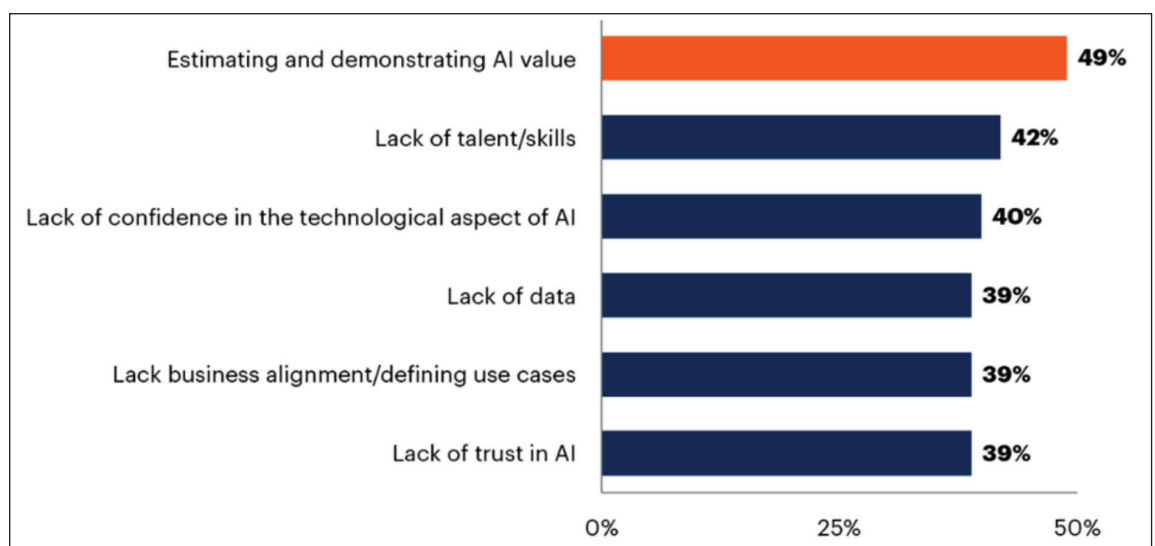 Estimating and demonstrating AI value 49%
Lack of talent/skills 42%
Lack of confidence in the technological aspect of AI 40%
Lack of data 39%
Lack business alignment/defining use cases 39%
Lack of trust in AI 39%
0% 25% 50%